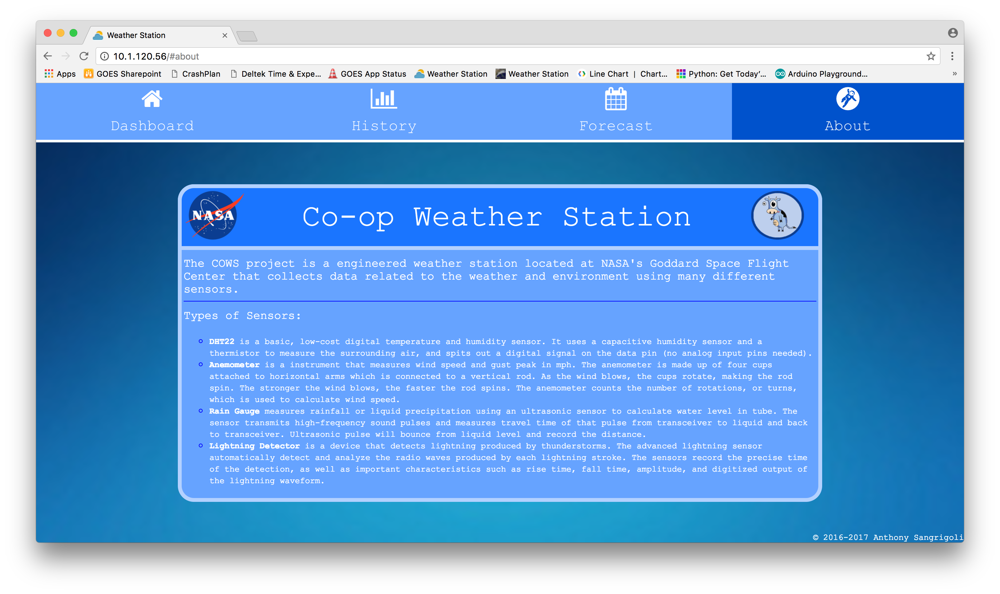 Weather Station
10.1.120.56/#about
Apps GOES Sharepoint CrashPlan Deltek Time & Expe... GOES App Status Weather Station Weather Station Line Chart | Chart... Python: Get Today'... Arduino Playground... »
Dashboard History Forecast About
NASA Co-op Weather Station
The COWS project is a engineered weather station located at NASA's Goddard Space Flight
Center that collects data related to the weather and environment using many different
sensors.
Types of Sensors:
DHT22 is a basic, low-cost digital temperature and humidity sensor. It uses a capacitive humidity sensor and a
thermistor to measure the surrounding air, and spits out a digital signal on the data pin (no analog input pins needed).
Anemometer is a instrument that measures wind speed and gust peak in mph. The anemometer is made up of four cups
attached to horizontal arms which is connected to a vertical rod. As the wind blows, the cups rotate, making the rod
spin. The stronger the wind blows, the faster the rod spins. The anemometer counts the number of rotations, or turns,
which is used to calculate wind speed.
Rain Gauge measures rainfall or liquid precipitation using an ultrasonic sensor to calculate water level in tube. The
sensor transmits high-frequency sound pulses and measures travel time of that pulse from transceiver to liquid and back
to transceiver. Ultrasonic pulse will bounce from liquid level and record the distance.
Lightning Detector is a device that detects lightning produced by thunderstorms. The advanced lightning sensor
automatically detect and analyze the radio waves produced by each lightning stroke. The sensors record the precise time
of the detection, as well as important characteristics such as rise time, fall time, amplitude, and digitized output of
the lightning waveform.
© 2016-2017 Anthony Sangrigoli